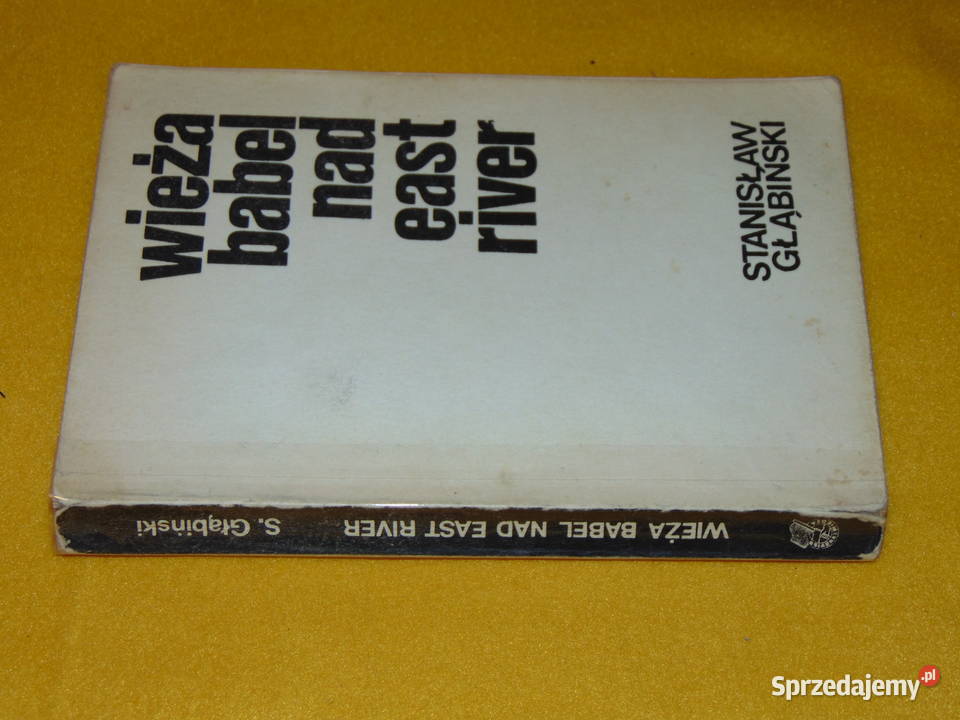 wieża
babel
nad
east
river
STANISŁAW
GŁĄBIŃSKI
S. Głąbiński WIEŻA BABEL NAD EAST RIVER
Sprzedajemy.pl